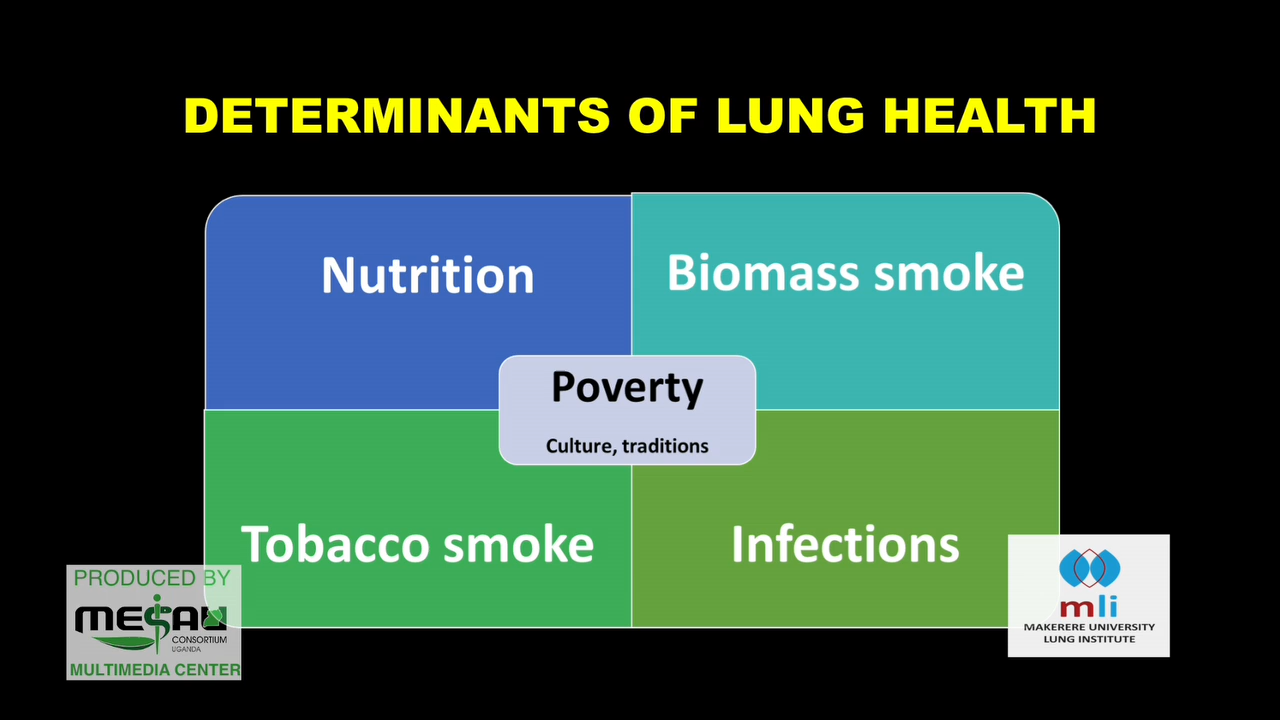 DETERMINANTS OF LUNG HEALTH
Nutrition
Biomass smoke
Poverty
Culture, traditions
Tobacco smoke
Infections
PRODUCED BY
MESAU
CONSORTIUM
UGANDA
MULTIMEDIA CENTER
mli
MAKERERE UNIVERSITY
LUNG INSTITUTE